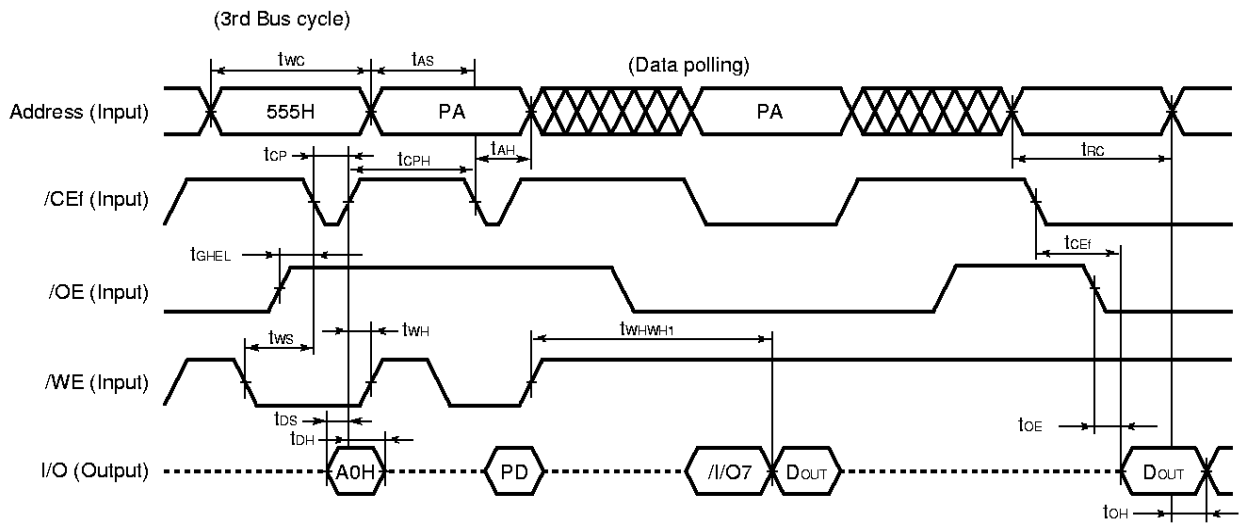 (3rd Bus cycle)
tWC tAS (Data polling)
Address (Input) 555H PA PA
tCP tCPH tAH tRC
/CEf (Input)
tGHEL tCEf
/OE (Input)
tWS tWH tWHWH1
/WE (Input)
tDS tOE
tDH
I/O (Output) A0H PD /I/O7 DOUT DOUT
tOH